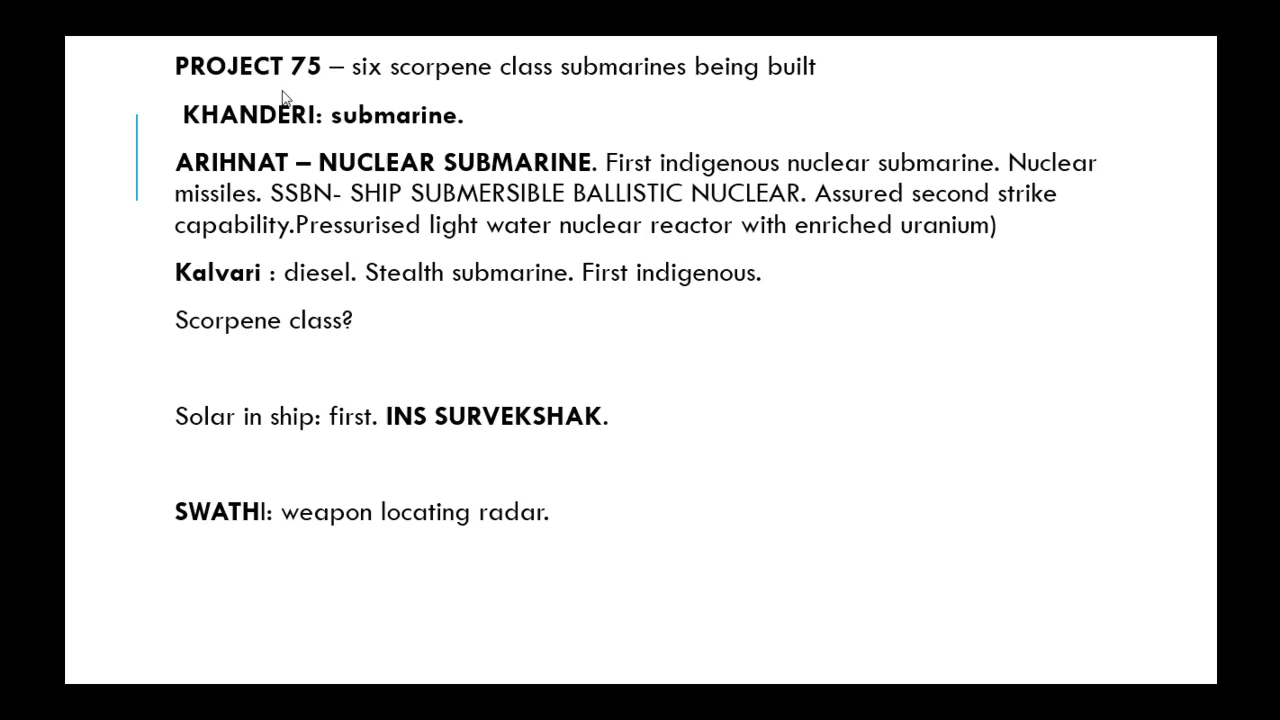 PROJECT 75 – six scorpene class submarines being built
KHANDERI: submarine.
ARIHNAT – NUCLEAR SUBMARINE. First indigenous nuclear submarine. Nuclear
missiles. SSBN- SHIP SUBMERSIBLE BALLISTIC NUCLEAR. Assured second strike
capability.Pressurised light water nuclear reactor with enriched uranium)
Kalvari : diesel. Stealth submarine. First indigenous.
Scorpene class?
Solar in ship: first. INS SURVEKSHAK.
SWATHI: weapon locating radar.